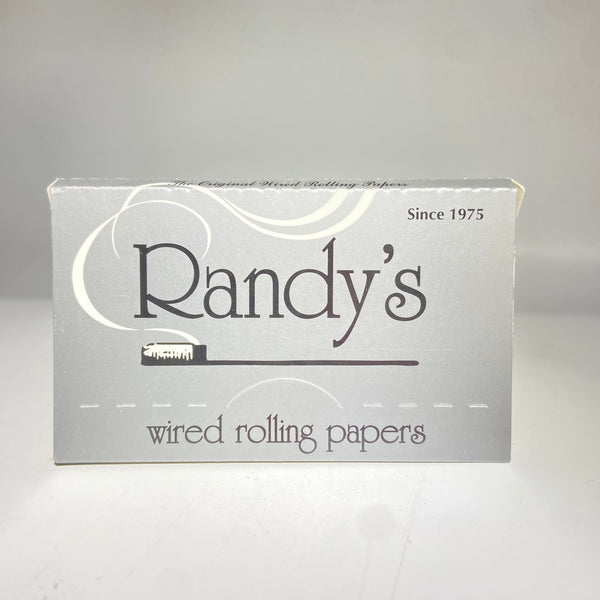 The Original Wired Rolling Papers
Since 1975
Randy's
wired rolling papers